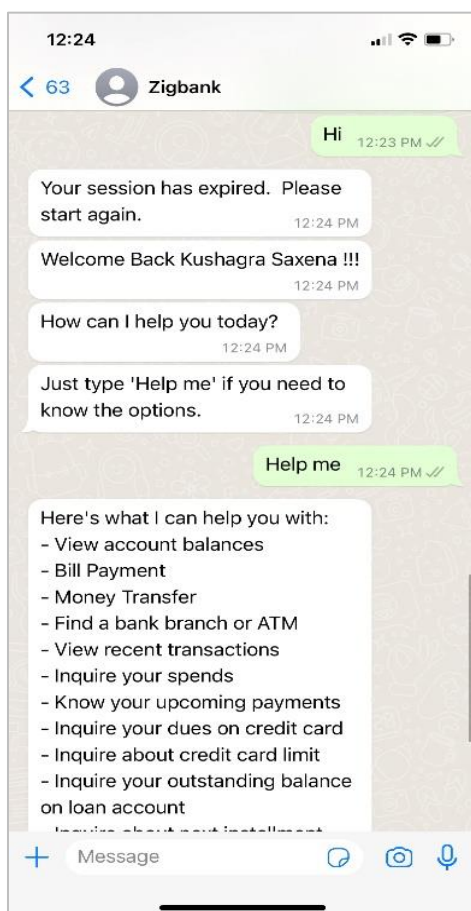 12:24
63
Zigbank
Hi
12:23 PM
Your session has expired. Please
start again.
12:24 PM
Welcome Back Kushagra Saxena !!!
12:24 PM
How can I help you today?
12:24 PM
Just type 'Help me' if you need to
know the options.
12:24 PM
Help me
12:24 PM
Here's what I can help you with:
- View account balances
- Bill Payment
- Money Transfer
- Find a bank branch or ATM
- View recent transactions
- Inquire your spends
- Know your upcoming payments
- Inquire your dues on credit card
- Inquire about credit card limit
- Inquire your outstanding balance
on loan account
- Inquire about next installment
Message